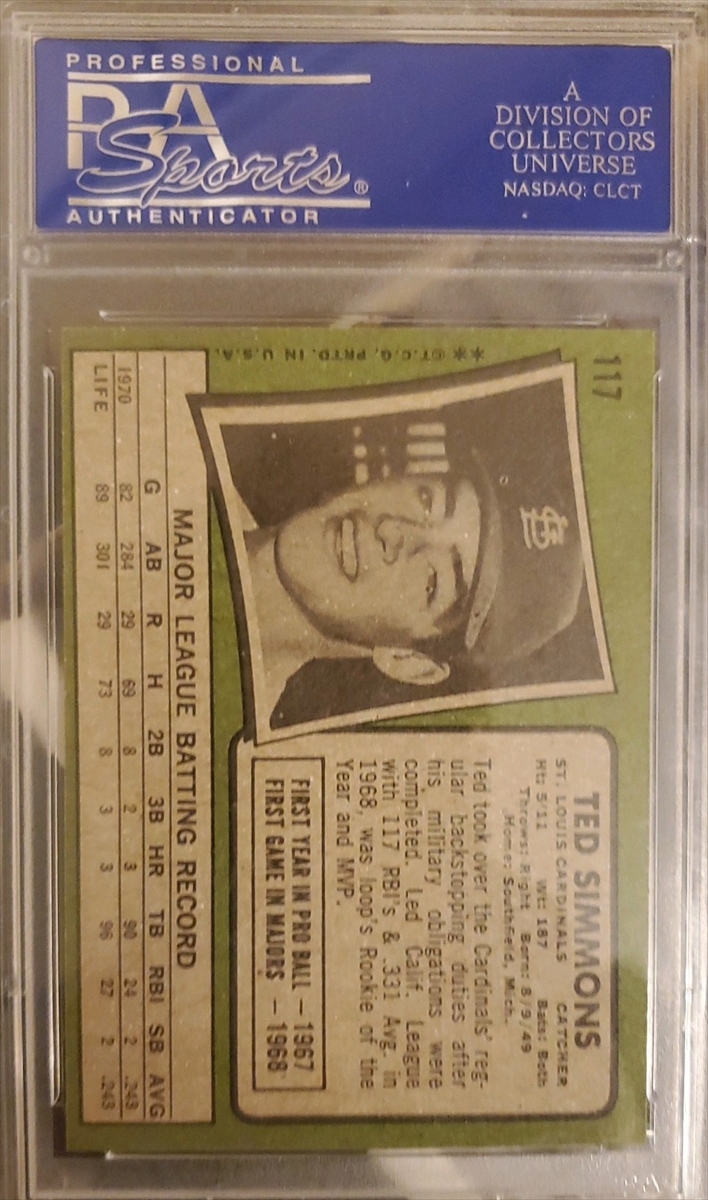 PROFESSIONAL
PSA
Sports®
AUTHENTICATOR
A
DIVISION OF
COLLECTORS
UNIVERSE
NASDAQ: CLCT
117
**©T.C.G. PRTD. IN U.S.A.
TED SIMMONS
ST. LOUIS CARDINALS CATCHER
Ht: 5/11 Wt: 187 Bats: Both
Throws: Right Born: 8/9/49
Home: Southfield, Mich.
Ted took over the Cardinals' reg-
ular backstopping duties after
his military obligations were
completed. Led Calif. League
with 117 RBI's & .331 Avg. in
1968, was loop's Rookie of the
Year and MVP.
FIRST YEAR IN PRO BALL — 1967
FIRST GAME IN MAJORS — 1968
MAJOR LEAGUE BATTING RECORD
G AB R H 2B 3B HR TB RBI SB AVG
1970 82 284 29 69 8 2 3 90 24 2 .243
LIFE 89 301 29 73 8 3 3 96 27 2 .243